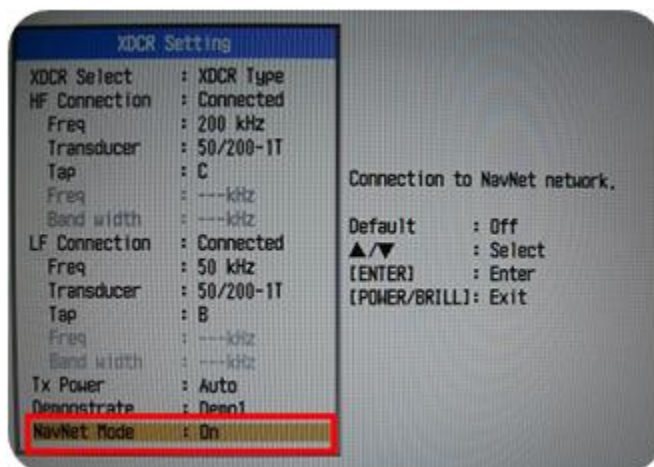 XDCR Setting
XDCR Select : XDCR Type
HF Connection : Connected
Freq : 200 kHz
Transducer : 50/200-1T
Tap : C
Freq : ---kHz
Band width : ---kHz
LF Connection : Connected
Freq : 50 kHz
Transducer : 50/200-1T
Tap : B
Freq : ---kHz
Band width : ---kHz
Tx Power : Auto
Demonstrate : Demo1
NavNet Mode : On
Connection to NavNet network.
Default : Off
▲/▼ : Select
[ENTER] : Enter
[POWER/BRILL]: Exit